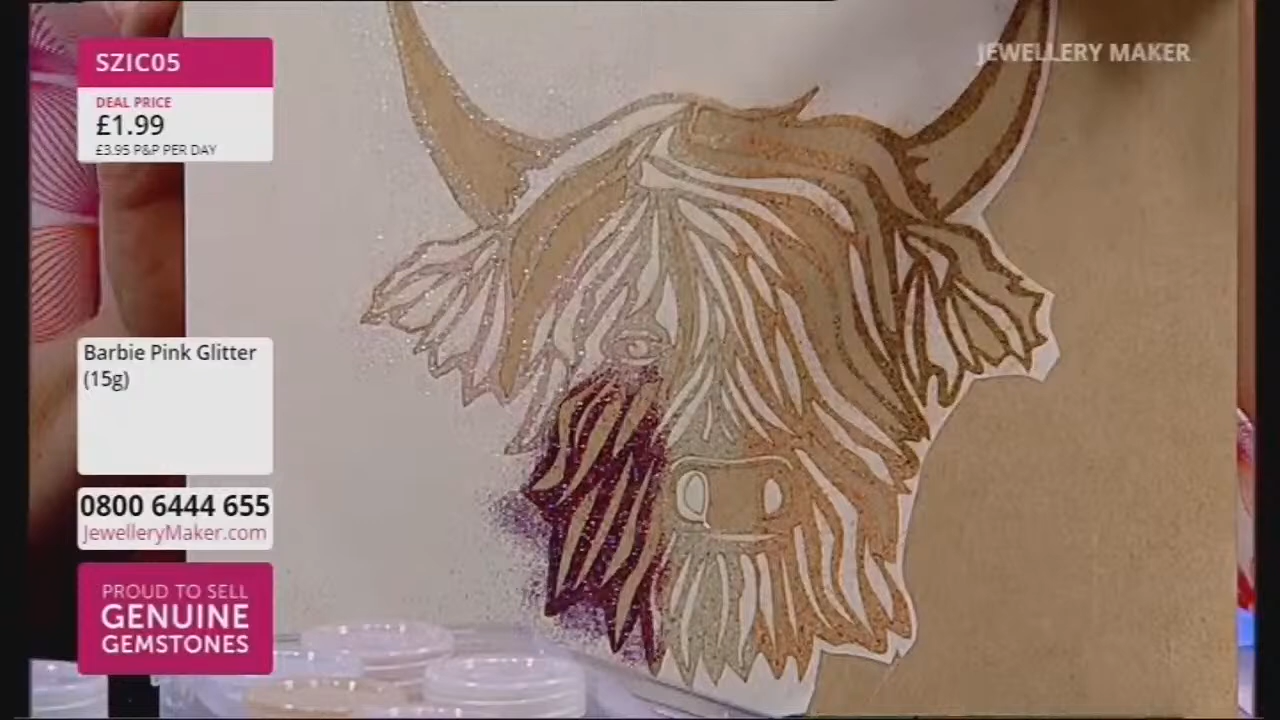 SZIC05
DEAL PRICE
£1.99
£3.95 P&P PER DAY
Barbie Pink Glitter
(15g)
0800 6444 655
JewelleryMaker.com
PROUD TO SELL
GENUINE
GEMSTONES
JEWELLERY MAKER